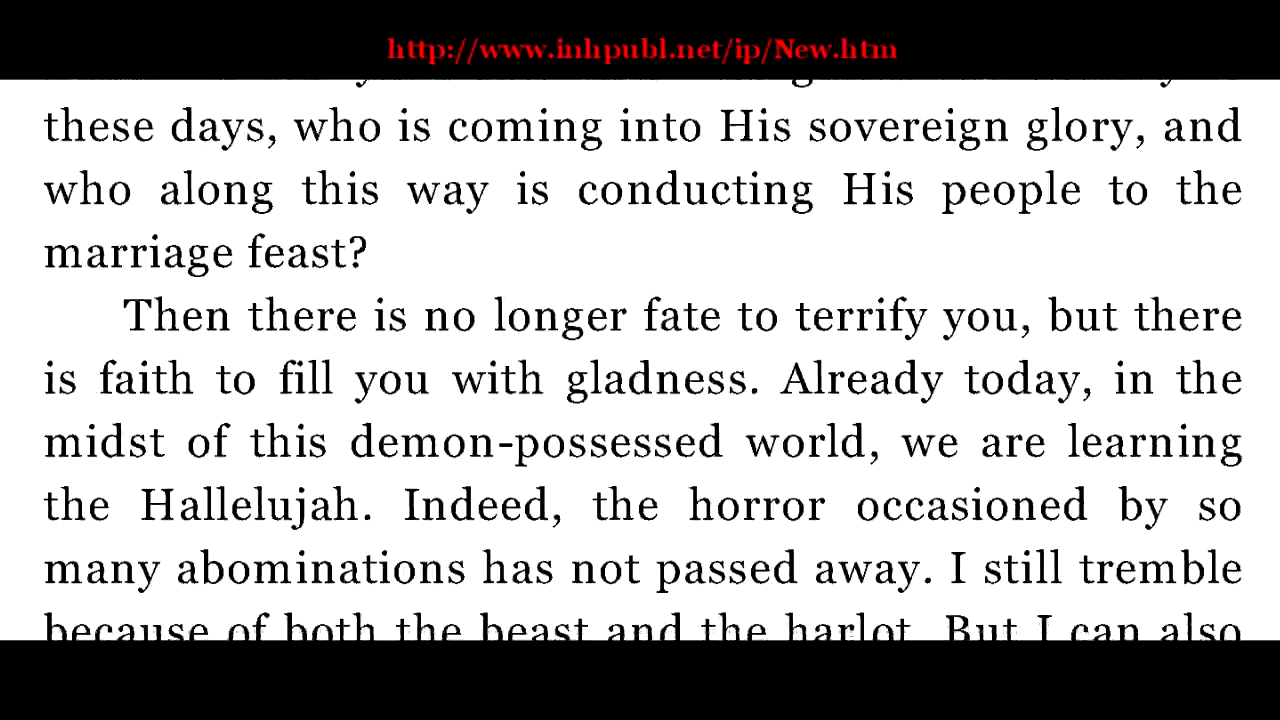 http://www.inhpubl.net/ip/New.htm
these days, who is coming into His sovereign glory, and
who along this way is conducting His people to the
marriage feast?
Then there is no longer fate to terrify you, but there
is faith to fill you with gladness. Already today, in the
midst of this demon-possessed world, we are learning
the Hallelujah. Indeed, the horror occasioned by so
many abominations has not passed away. I still tremble
because of both the beast and the harlot. But I can also